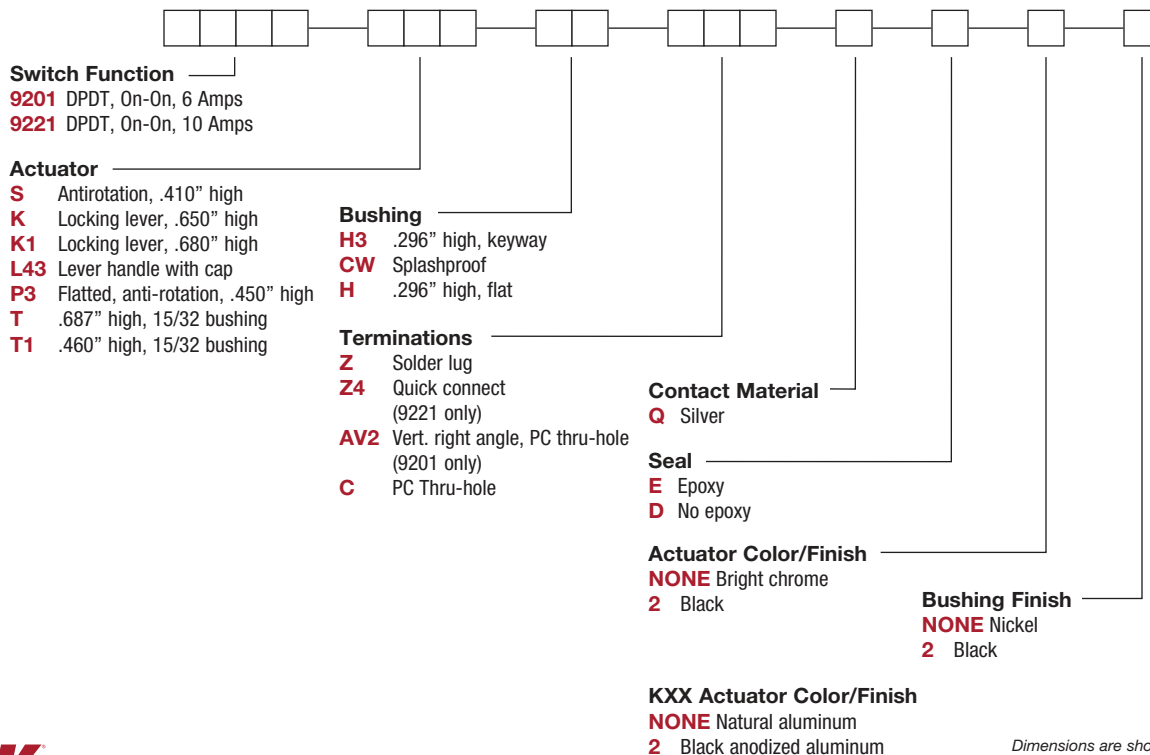 Switch Function
9201 DPDT, On-On, 6 Amps
9221 DPDT, On-On, 10 Amps
Actuator
S Antirotation, .410” high
K Locking lever, .650” high
K1 Locking lever, .680” high
L43 Lever handle with cap
P3 Flatted, anti-rotation, .450” high
T .687” high, 15/32 bushing
T1 .460” high, 15/32 bushing
Bushing
H3 .296” high, keyway
CW Splashproof
H .296” high, flat
Terminations
Z Solder lug
Z4 Quick connect
(9221 only)
AV2 Vert. right angle, PC thru-hole
(9201 only)
C PC Thru-hole
Contact Material
Q Silver
Seal
E Epoxy
D No epoxy
Actuator Color/Finish
NONE Bright chrome
2 Black
Bushing Finish
NONE Nickel
2 Black
KXX Actuator Color/Finish
NONE Natural aluminum
2 Black anodized aluminum
Dimensions are sho